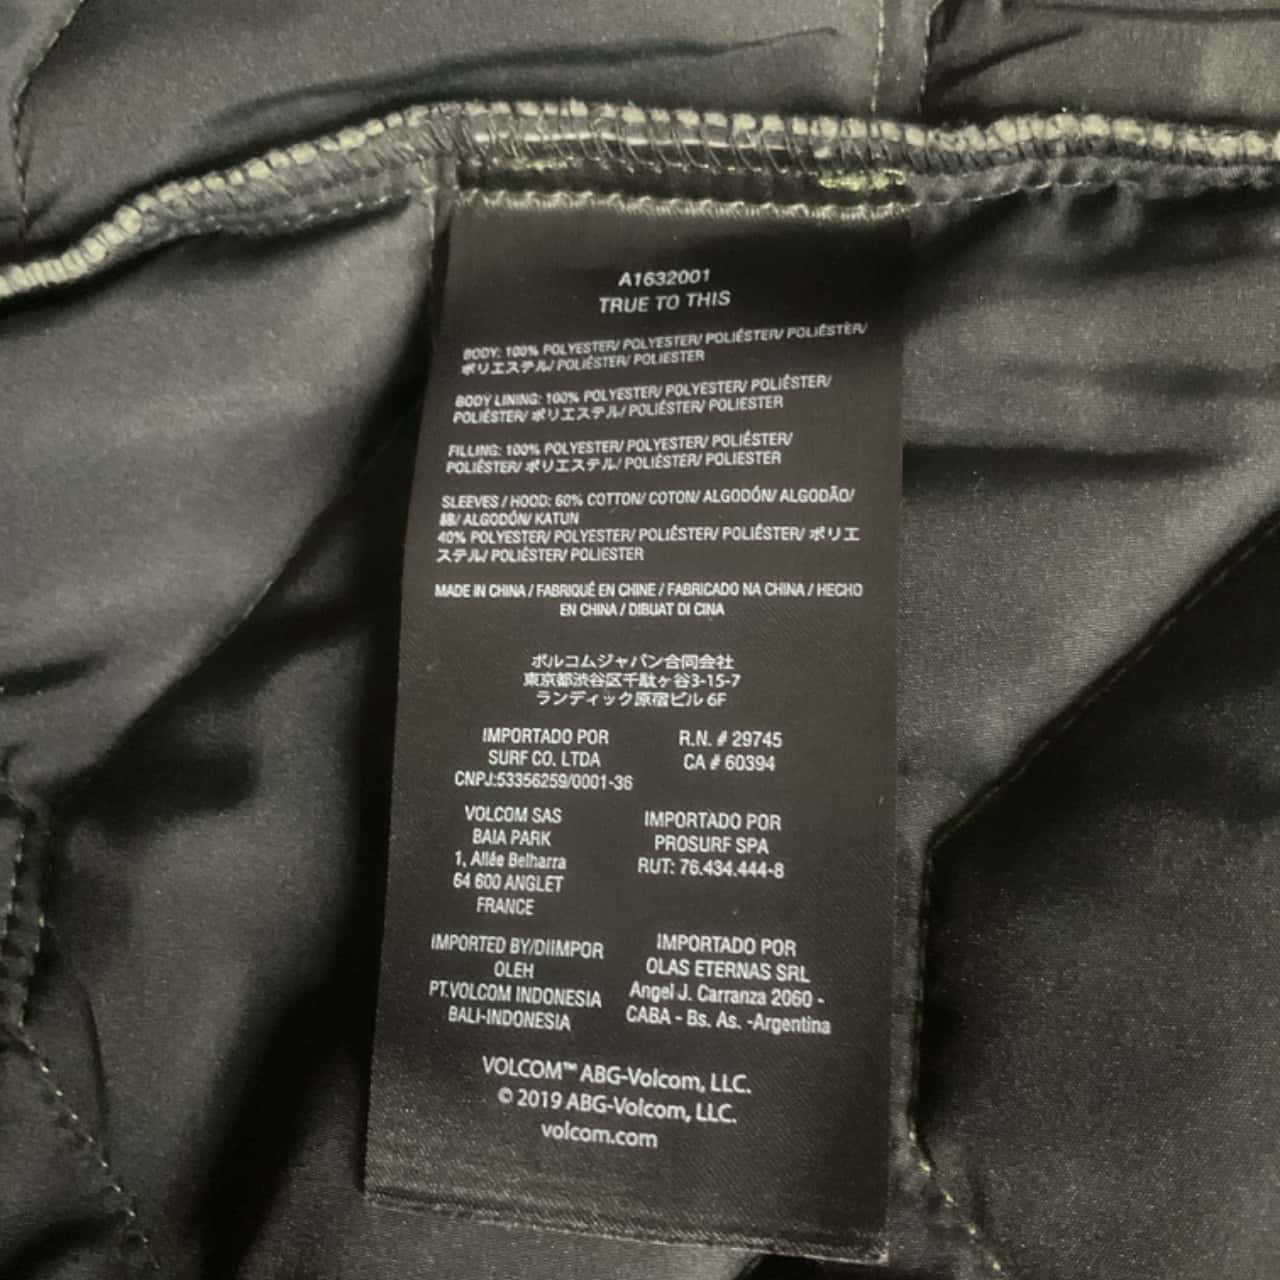 A1632001
TRUE TO THIS
BODY: 100% POLYESTER/ POLYESTER/ POLIÉSTER/ POLIÉSTER/
ポリエステル/ POLIÉSTER/ POLIESTER
BODY LINING: 100% POLYESTER/ POLYESTER/ POLIÉSTER/
POLIÉSTER/ ポリエステル/ POLIÉSTER/ POLIESTER
FILLING: 100% POLYESTER/ POLYESTER/ POLIÉSTER/
POLIÉSTER/ ポリエステル/ POLIÉSTER/ POLIESTER
SLEEVES / HOOD: 60% COTTON/ COTON/ ALGODÓN/ ALGODÃO/
綿/ ALGODÓN/ KATUN
40% POLYESTER/ POLYESTER/ POLIÉSTER/ POLIÉSTER/ ポリエ
ステル/ POLIÉSTER/ POLIESTER
MADE IN CHINA / FABRIQUÉ EN CHINE / FABRICADO NA CHINA / HECHO
EN CHINA / DIBUAT DI CINA
ボルコムジャパン合同会社
東京都渋谷区千駄ヶ谷3-15-7
ランディック原宿ビル 6F
IMPORTADO POR
SURF CO. LTDA
CNPJ:53356259/0001-36
R.N. # 29745
CA # 60394
VOLCOM SAS
BAIA PARK
1, Allée Belharra
64 600 ANGLET
FRANCE
IMPORTADO POR
PROSURF SPA
RUT: 76.434.444-8
IMPORTED BY/DIIMPOR
OLEH
PT.VOLCOM INDONESIA
BALI-INDONESIA
IMPORTADO POR
OLAS ETERNAS SRL
Angel J. Carranza 2060 -
CABA - Bs. As. -Argentina
VOLCOM™ ABG-Volcom, LLC.
© 2019 ABG-Volcom, LLC.
volcom.com